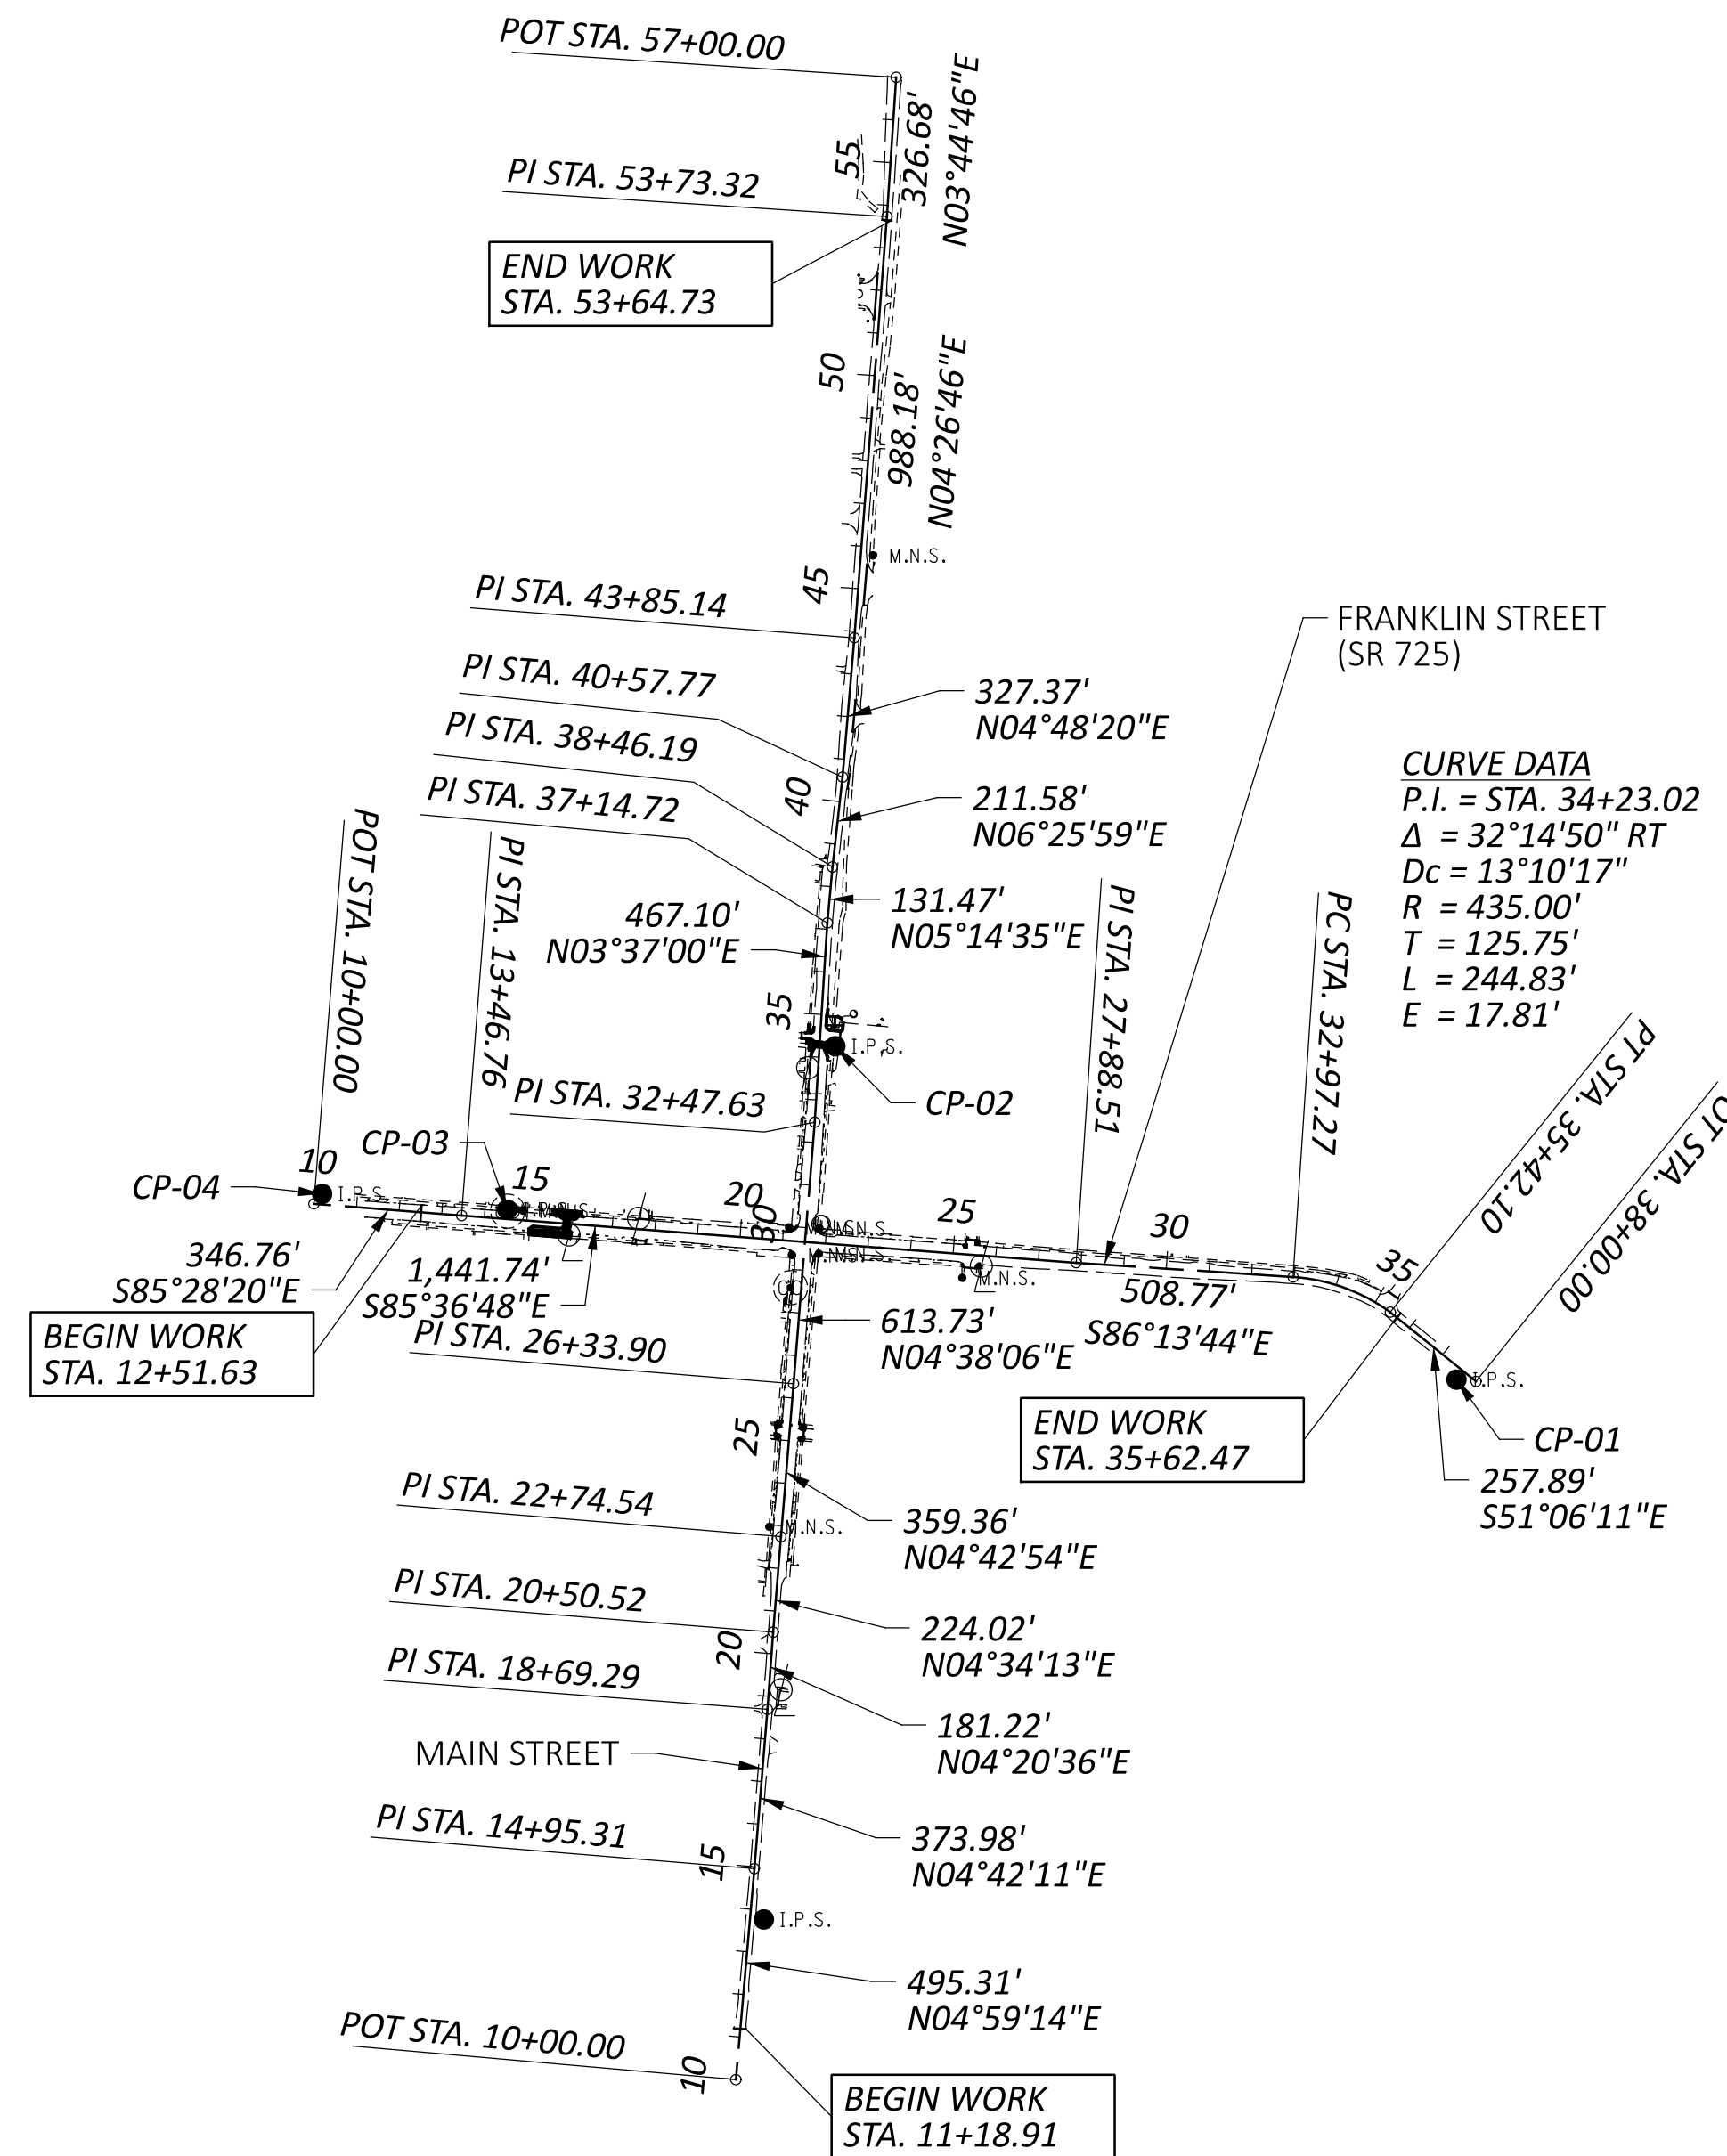 POT STA. 57+00.00
326.68'
N03°44'46"E
55
PI STA. 53+73.32
END WORK
STA. 53+64.73
50
988.18'
N04°26'46"E
M.N.S.
45
PI STA. 43+85.14
PI STA. 40+57.77
327.37'
N04°48'20"E
PI STA. 38+46.19
40
211.58'
N06°25'59"E
PI STA. 37+14.72
131.47'
N05°14'35"E
467.10'
N03°37'00"E
35
I.P.S.
CP-02
PI STA. 32+47.63
FRANKLIN STREET
(SR 725)
CURVE DATA
P.I. = STA. 34+23.02
Δ = 32°14'50" RT
Dc = 13°10'17"
R = 435.00'
T = 125.75'
L = 244.83'
E = 17.81'
POT STA. 10+00.00
PI STA. 13+46.76
PI STA. 27+88.51
PC STA. 32+97.27
PT STA. 35+42.10
OT STA. 38+00.00
CP-03
CP-04
10
I.P.S.
15
20
30
25
30
35
M.N.S.
346.76'
S85°28'20"E
1,441.74'
S85°36'48"E
508.77'
S86°13'44"E
BEGIN WORK
STA. 12+51.63
PI STA. 26+33.90
613.73'
N04°38'06"E
END WORK
STA. 35+62.47
I.P.S.
CP-01
257.89'
S51°06'11"E
25
PI STA. 22+74.54
M.N.S.
359.36'
N04°42'54"E
PI STA. 20+50.52
224.02'
N04°34'13"E
20
PI STA. 18+69.29
181.22'
N04°20'36"E
MAIN STREET
PI STA. 14+95.31
373.98'
N04°42'11"E
15
I.P.S.
495.31'
N04°59'14"E
POT STA. 10+00.00
10
BEGIN WORK
STA. 11+18.91